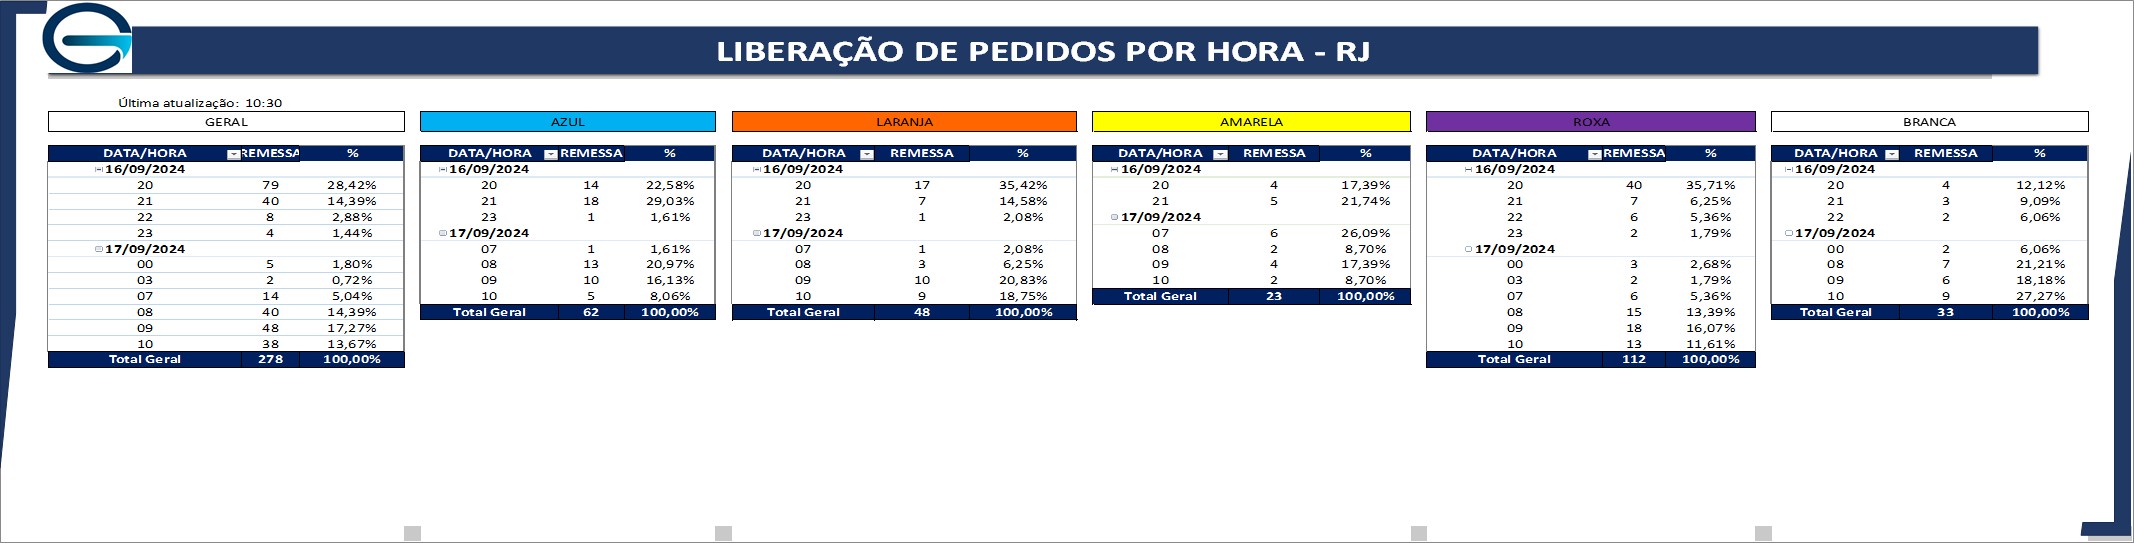 LIBERAÇÃO DE PEDIDOS POR HORA - RJ
Última atualização: 10:30
GERAL
DATA/HORA REMESSA %
16/09/2024
20 79 28,42%
21 40 14,39%
22 8 2,88%
23 4 1,44%
17/09/2024
00 5 1,80%
03 2 0,72%
07 14 5,04%
08 40 14,39%
09 48 17,27%
10 38 13,67%
Total Geral 278 100,00%
AZUL
DATA/HORA REMESSA %
16/09/2024
20 14 22,58%
21 18 29,03%
23 1 1,61%
17/09/2024
07 1 1,61%
08 13 20,97%
09 10 16,13%
10 5 8,06%
Total Geral 62 100,00%
LARANJA
DATA/HORA REMESSA %
16/09/2024
20 17 35,42%
21 7 14,58%
23 1 2,08%
17/09/2024
07 1 2,08%
08 3 6,25%
09 10 20,83%
10 9 18,75%
Total Geral 48 100,00%
AMARELA
DATA/HORA REMESSA %
16/09/2024
20 4 17,39%
21 5 21,74%
17/09/2024
07 6 26,09%
08 2 8,70%
09 4 17,39%
10 2 8,70%
Total Geral 23 100,00%
ROXA
DATA/HORA REMESSA %
16/09/2024
20 40 35,71%
21 7 6,25%
22 6 5,36%
23 2 1,79%
17/09/2024
00 3 2,68%
03 2 1,79%
07 6 5,36%
08 15 13,39%
09 18 16,07%
10 13 11,61%
Total Geral 112 100,00%
BRANCA
DATA/HORA REMESSA %
16/09/2024
20 4 12,12%
21 3 9,09%
22 2 6,06%
17/09/2024
00 2 6,06%
08 7 21,21%
09 6 18,18%
10 9 27,27%
Total Geral 33 100,00%